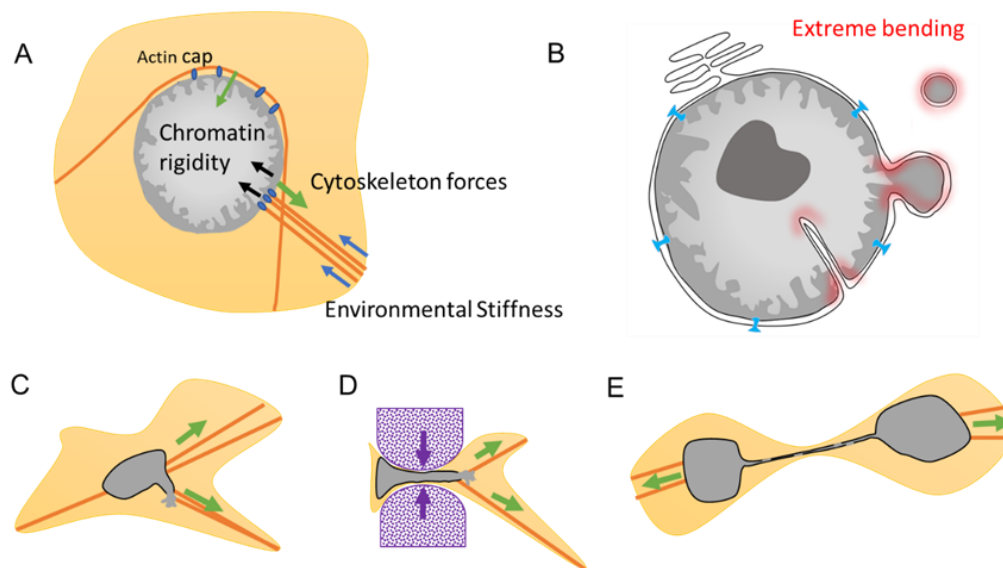 A
Actin cap
Chromatin
rigidity
Cytoskeleton forces
Environmental Stiffness
B
Extreme bending
C
D
E